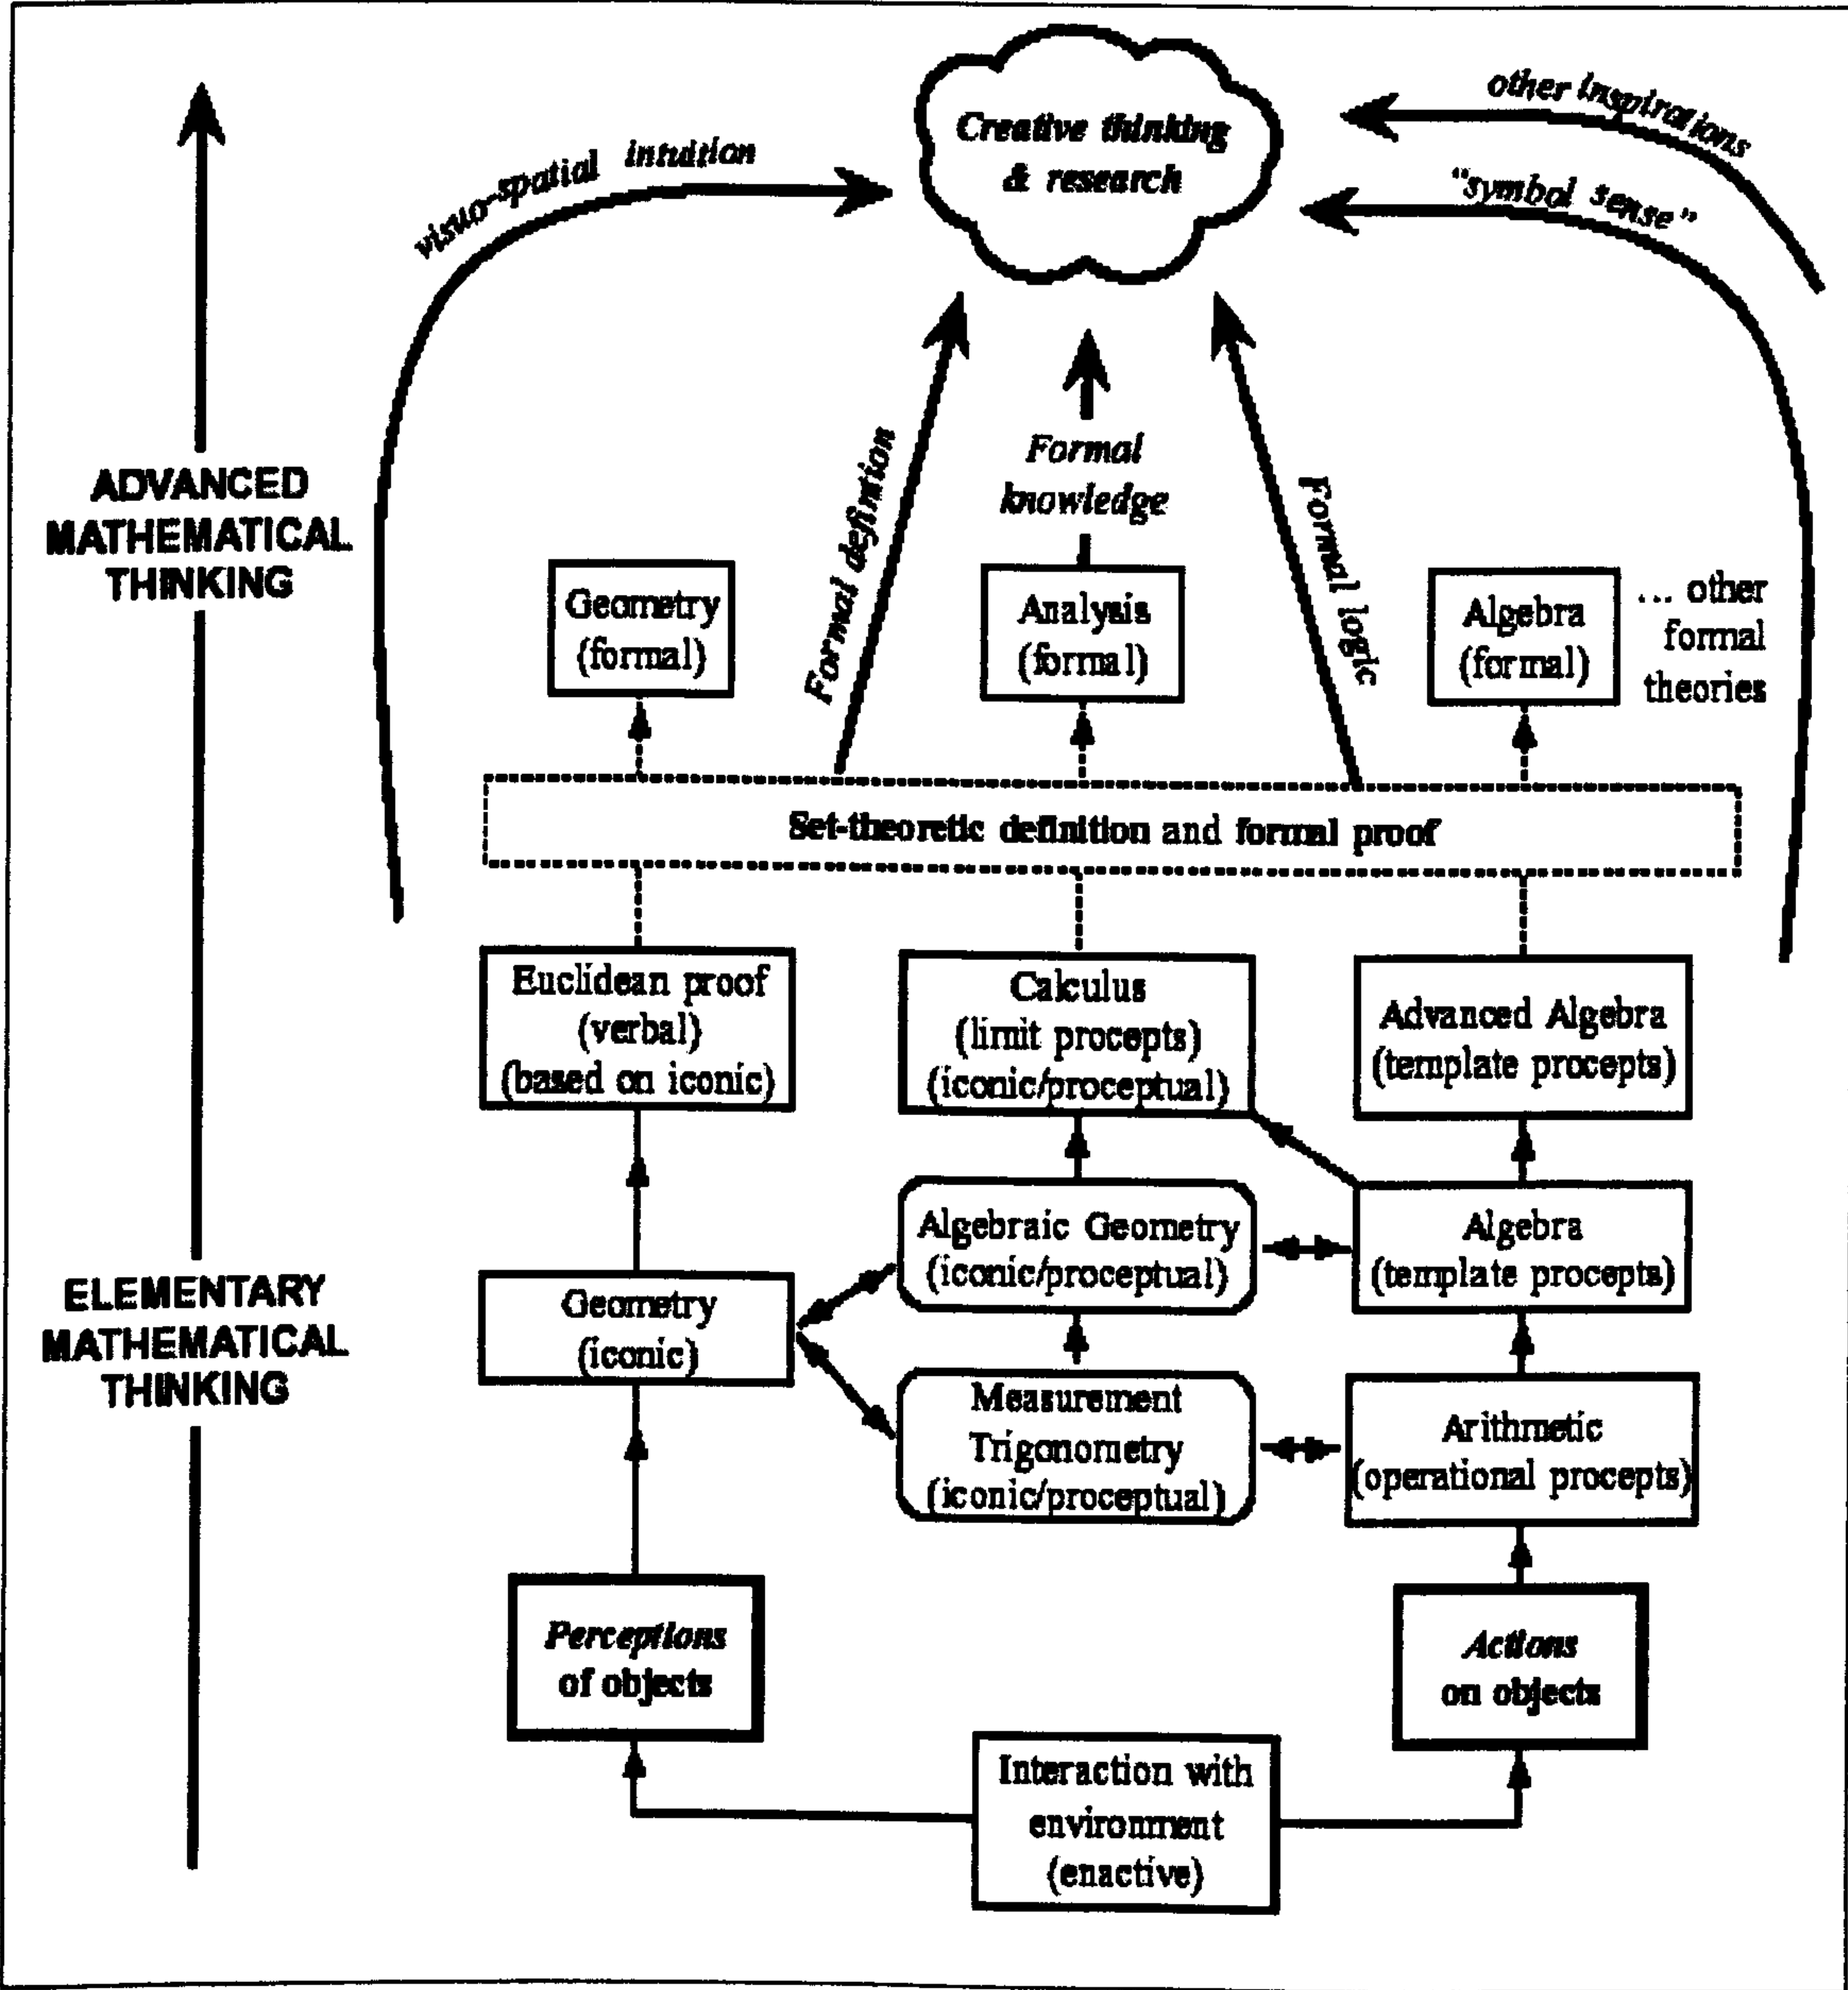 Creative thinking
& research
visuo-spatial intuition
other inspirations
"symbol sense"
ADVANCED
MATHEMATICAL
THINKING
Formal defintion
Formal
knowledge
Formal logic
Geometry
(formal)
Analysis
(formal)
Algebra
(formal)
... other
formal
theories
Set-theoretic definition and formal proof
Euclidean proof
(verbal)
(based on iconic)
Calculus
(limit procepts)
(iconic/proceptual)
Advanced Algebra
(template procepts)
ELEMENTARY
MATHEMATICAL
THINKING
Geometry
(iconic)
Algebraic Geometry
(iconic/proceptual)
Algebra
(template procepts)
Measurement
Trigonometry
(iconic/proceptual)
Arithmetic
(operational procepts)
Perceptions
of objects
Actions
on objects
Interaction with
environment
(enactive)